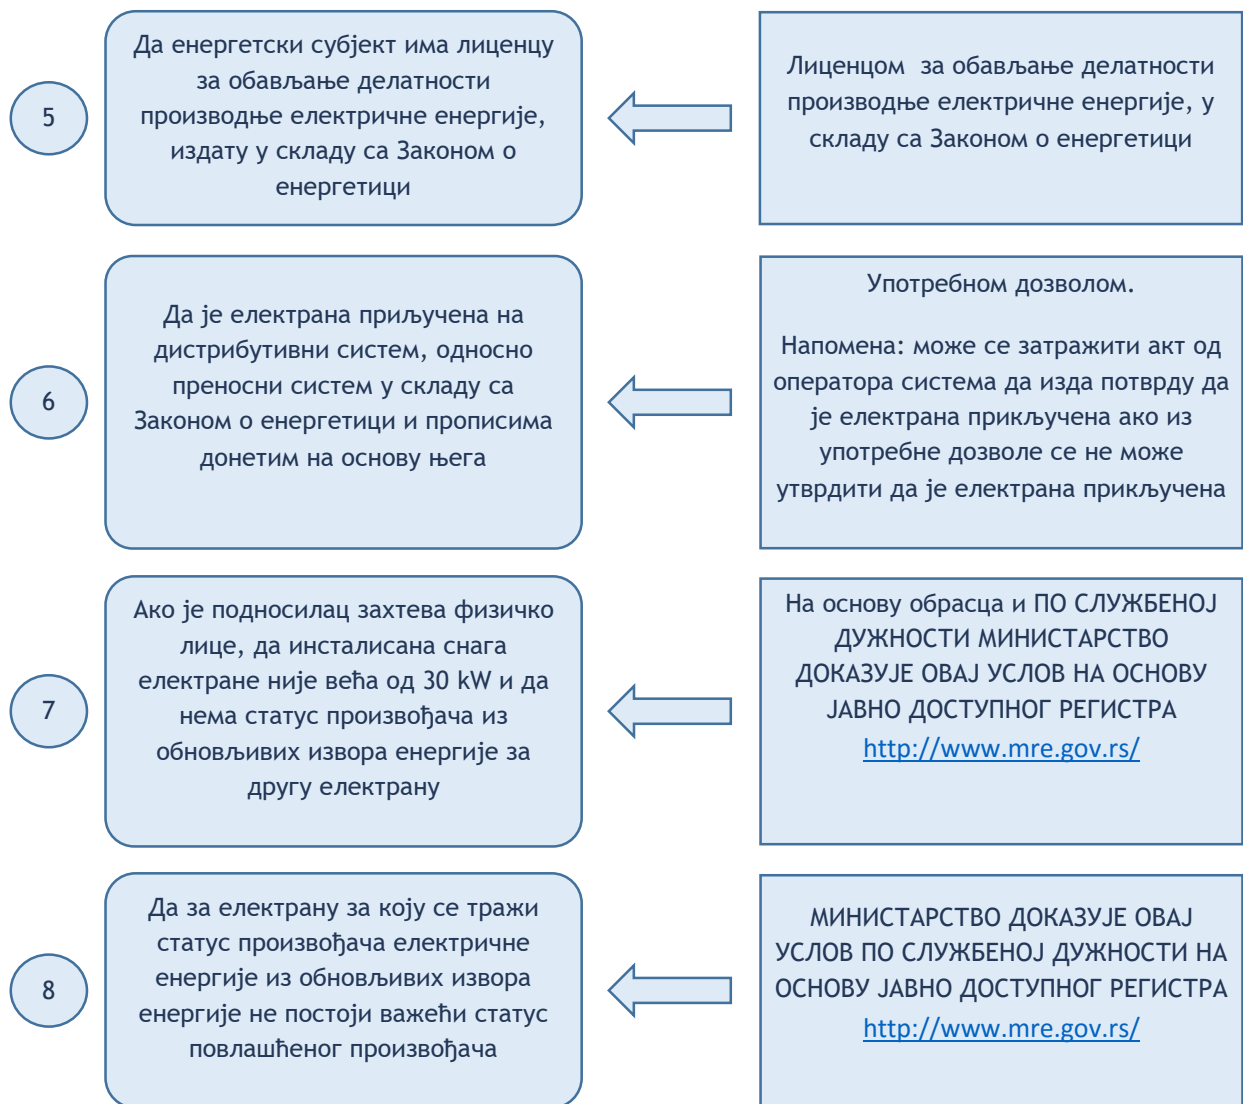 5
Да енергетски субјект има лиценцу
за обављање делатности
производње електричне енергије,
издату у складу са Законом о
енергетици
Лиценцом за обављање делатности
производње електричне енергије, у
складу са Законом о енергетици
6
Да је електрана приључена на
дистрибутивни систем, односно
преносни систем у складу са
Законом о енергетици и прописима
донетим на основу њега
Употребном дозволом.
Напомена: може се затражити акт од
оператора система да изда потврду да
је електрана прикључена ако из
употребне дозволе се не може
утврдити да је електрана прикључена
7
Ако је подносилац захтева физичко
лице, да инсталисана снага
електране није већа од 30 kW и да
нема статус произвођача из
обновљивих извора енергије за
другу електрану
На основу обрасца и ПО СЛУЖБЕНОЈ
ДУЖНОСТИ МИНИСТАРСТВО
ДОКАЗУЈЕ ОВАЈ УСЛОВ НА ОСНОВУ
ЈАВНО ДОСТУПНОГ РЕГИСТРА
http://www.mre.gov.rs/
8
Да за електрану за коју се тражи
статус произвођача електричне
енергије из обновљивих извора
енергије не постоји важећи статус
повлашћеног произвођача
МИНИСТАРСТВО ДОКАЗУЈЕ ОВАЈ
УСЛОВ ПО СЛУЖБЕНОЈ ДУЖНОСТИ НА
ОСНОВУ ЈАВНО ДОСТУПНОГ РЕГИСТРА
http://www.mre.gov.rs/